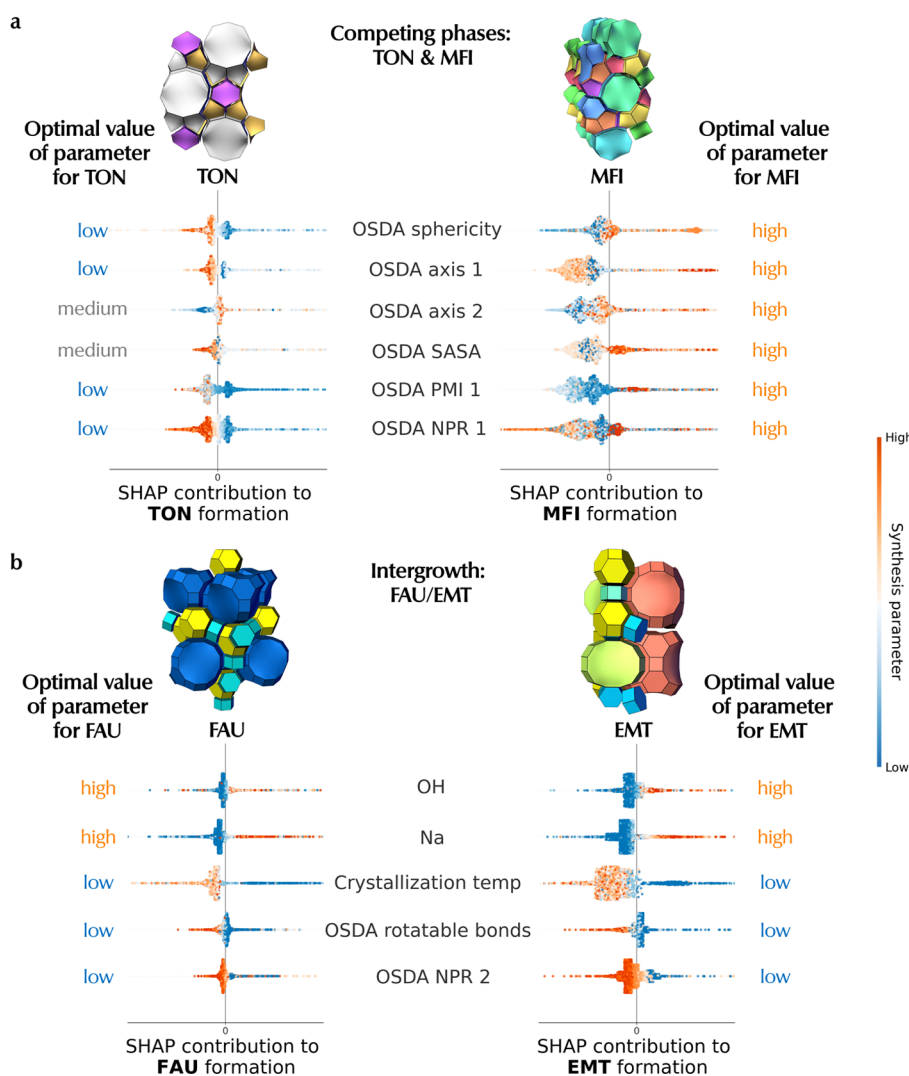 a
Competing phases:
TON & MFI
Optimal value
of parameter
for TON
TON
MFI
Optimal value
of parameter
for MFI
low
OSDA sphericity
high
low
OSDA axis 1
high
medium
OSDA axis 2
high
medium
OSDA SASA
high
low
OSDA PMI 1
high
low
OSDA NPR 1
high
0
0
SHAP contribution to
TON formation
SHAP contribution to
MFI formation
High
Synthesis parameter
Low
b
Intergrowth:
FAU/EMT
Optimal value
of parameter
for FAU
FAU
EMT
Optimal value
of parameter
for EMT
high
OH
high
high
Na
high
low
Crystallization temp
low
low
OSDA rotatable bonds
low
low
OSDA NPR 2
low
0
0
SHAP contribution to
FAU formation
SHAP contribution to
EMT formation